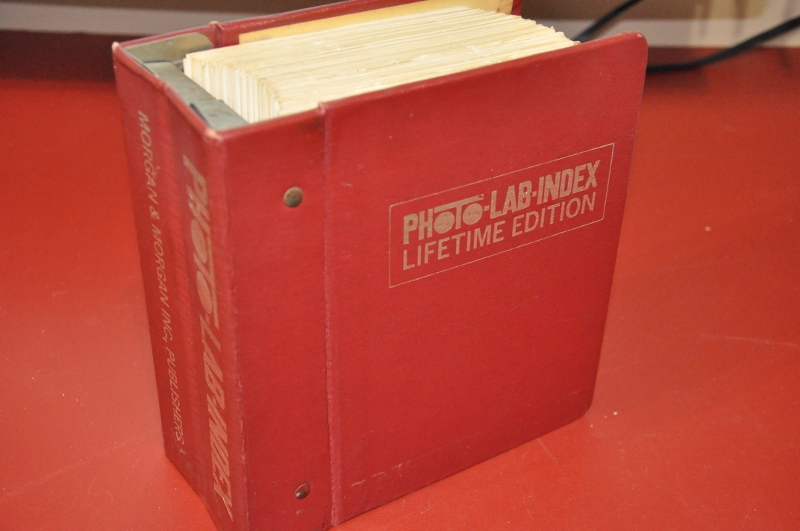 PHOTO-LAB-INDEX
LIFETIME EDITION
PHOTO-LAB-INDEX
MORGAN & MORGAN INC., PUBLISHERS